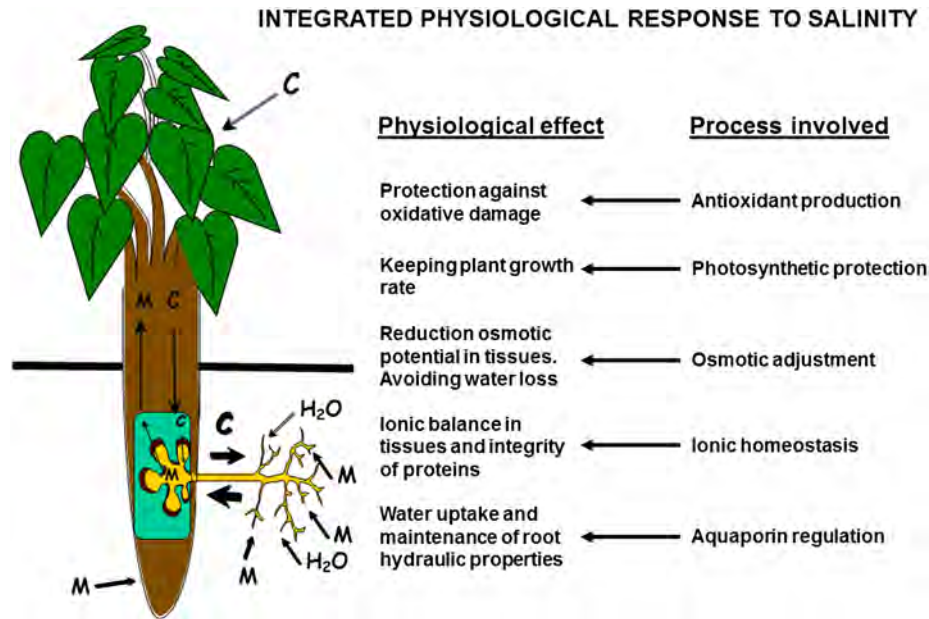 INTEGRATED PHYSIOLOGICAL RESPONSE TO SALINITY
C
Physiological effect
Process involved
Protection against
oxidative damage
Antioxidant production
Keeping plant growth
rate
Photosynthetic protection
M C
Reduction osmotic
potential in tissues.
Avoiding water loss
Osmotic adjustment
H2O
C
C
Ionic balance in
tissues and integrity
of proteins
Ionic homeostasis
M
M
Water uptake and
maintenance of root
hydraulic properties
Aquaporin regulation
M
H2O
M
M